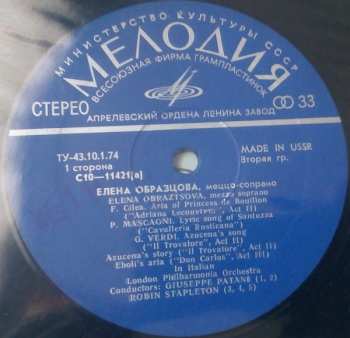 МИНИСТЕРСТВО КУЛЬТУРЫ СССР
МЕЛОДИЯ
ВСЕСОЮЗНАЯ ФИРМА ГРАМПЛАСТИНОК
СТЕРЕО
33
АПРЕЛЕВСКИЙ ОРДЕНА ЛЕНИНА ЗАВОД
ТУ-43.10.1.74
MADE IN USSR
1 сторона
Вторая гр.
С10—11421(а)
ЕЛЕНА ОБРАЗЦОВА, меццо-сопрано
ELENA OBRAZTSOVA, mezzo soprano
F. Cilea. Aria of Princess de Bouillon
("Adriana Lecouvreur", Act II)
P. MASCAGNI. Lyric song of Santuzza
("Cavalleria Rusticana")
G. VERDI. Azucena's song
("Il Trovatore", Act II)
Azucena's story ("Il Trovatore", Act II)
Eboli's aria ("Don Carlos", Act III)
In Italian
London Philharmonia Orchestra
Conductors: GIUSEPPE PATANE (1, 2)
ROBIN STAPLETON (3, 4, 5)